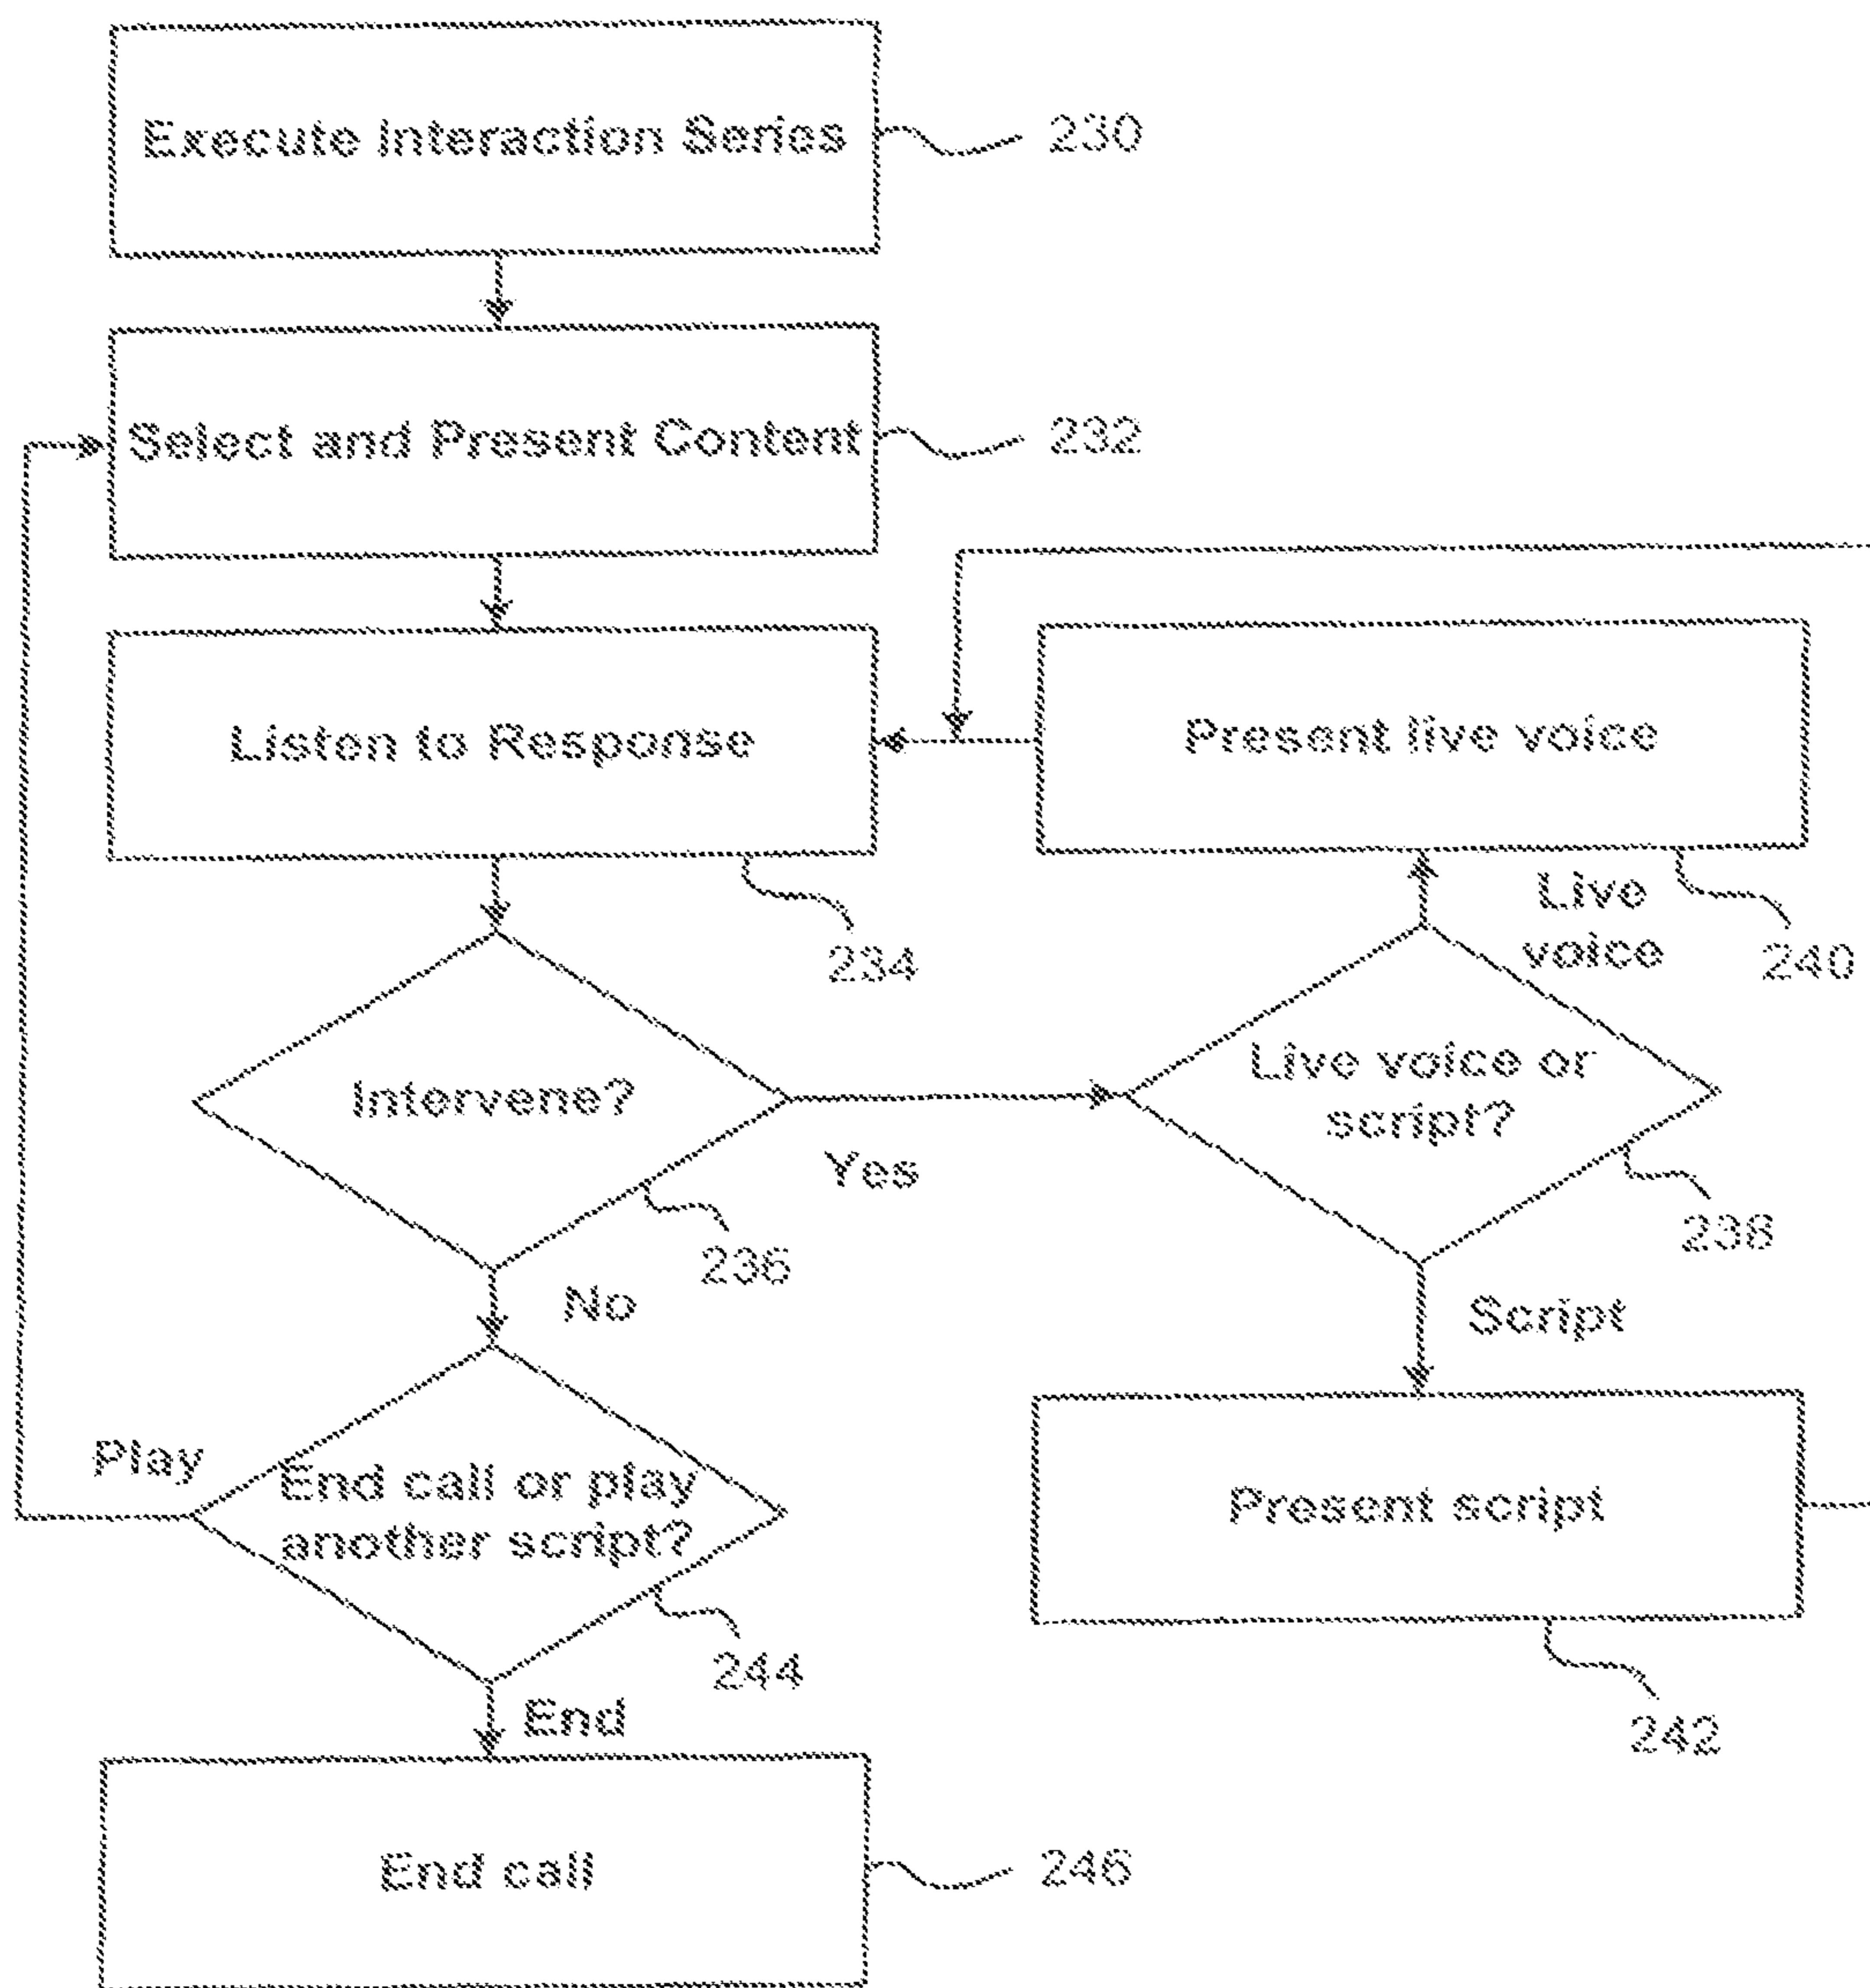 Execute Interaction Series
230
Select and Present Content
232
Listen to Response
234
Present live voice
240
Live
voice
Intervene?
236
Yes
Live voice or
script?
238
No
Script
Play
End call or play
another script?
244
Present script
242
End
End call
246